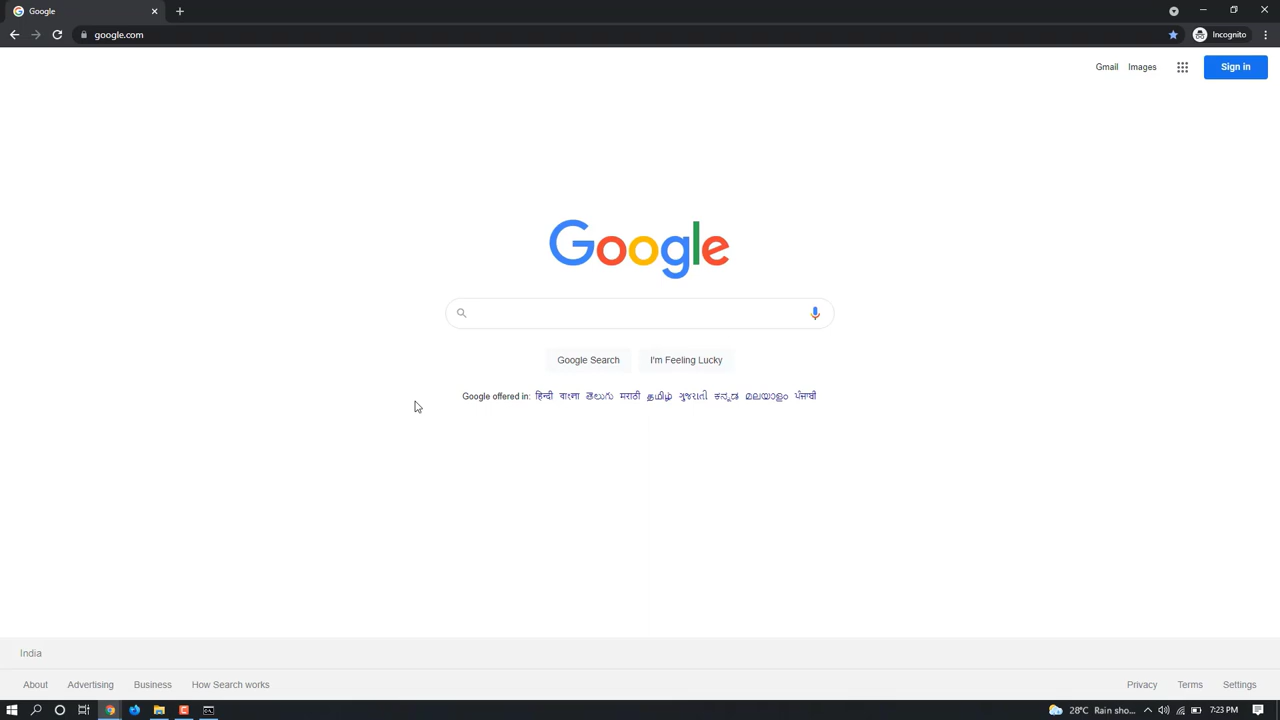 Google
google.com
Incognito
Gmail Images Sign in
Google
Google Search I'm Feeling Lucky
Google offered in: हिन्दी বাংলা తెలుగు मराठी தமிழ் ગુજરાતી ಕನ್ನಡ മലയാളം ਪੰਜਾਬੀ
India
About Advertising Business How Search works Privacy Terms Settings
28°C Rain sho... 7:23 PM